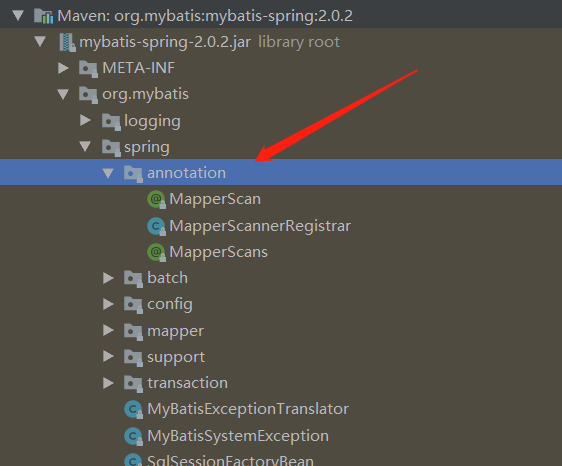 Maven: org.mybatis:mybatis-spring:2.0.2
mybatis-spring-2.0.2.jar library root
META-INF
org.mybatis
logging
spring
annotation
MapperScan
MapperScannerRegistrar
MapperScans
batch
config
mapper
support
transaction
MyBatisExceptionTranslator
MyBatisSystemException
SqlSessionFactoryBean